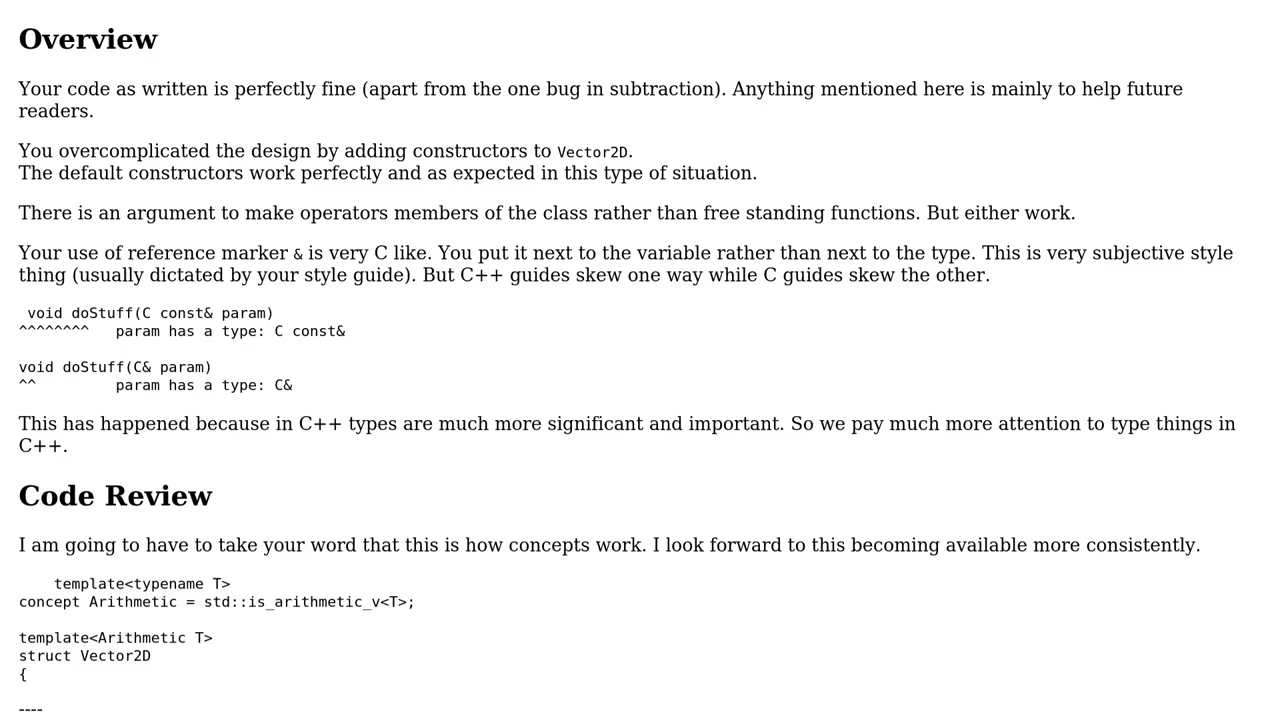 Overview
Your code as written is perfectly fine (apart from the one bug in subtraction). Anything mentioned here is mainly to help future
readers.
You overcomplicated the design by adding constructors to Vector2D.
The default constructors work perfectly and as expected in this type of situation.
There is an argument to make operators members of the class rather than free standing functions. But either work.
Your use of reference marker & is very C like. You put it next to the variable rather than next to the type. This is very subjective style
thing (usually dictated by your style guide). But C++ guides skew one way while C guides skew the other.
 void doStuff(C const& param)
^^^^^^^^   param has a type: C const&
void doStuff(C& param)
^^         param has a type: C&
This has happened because in C++ types are much more significant and important. So we pay much more attention to type things in
C++.
Code Review
I am going to have to take your word that this is how concepts work. I look forward to this becoming available more consistently.
    template<typename T>
concept Arithmetic = std::is_arithmetic_v<T>;
template<Arithmetic T>
struct Vector2D
{
----